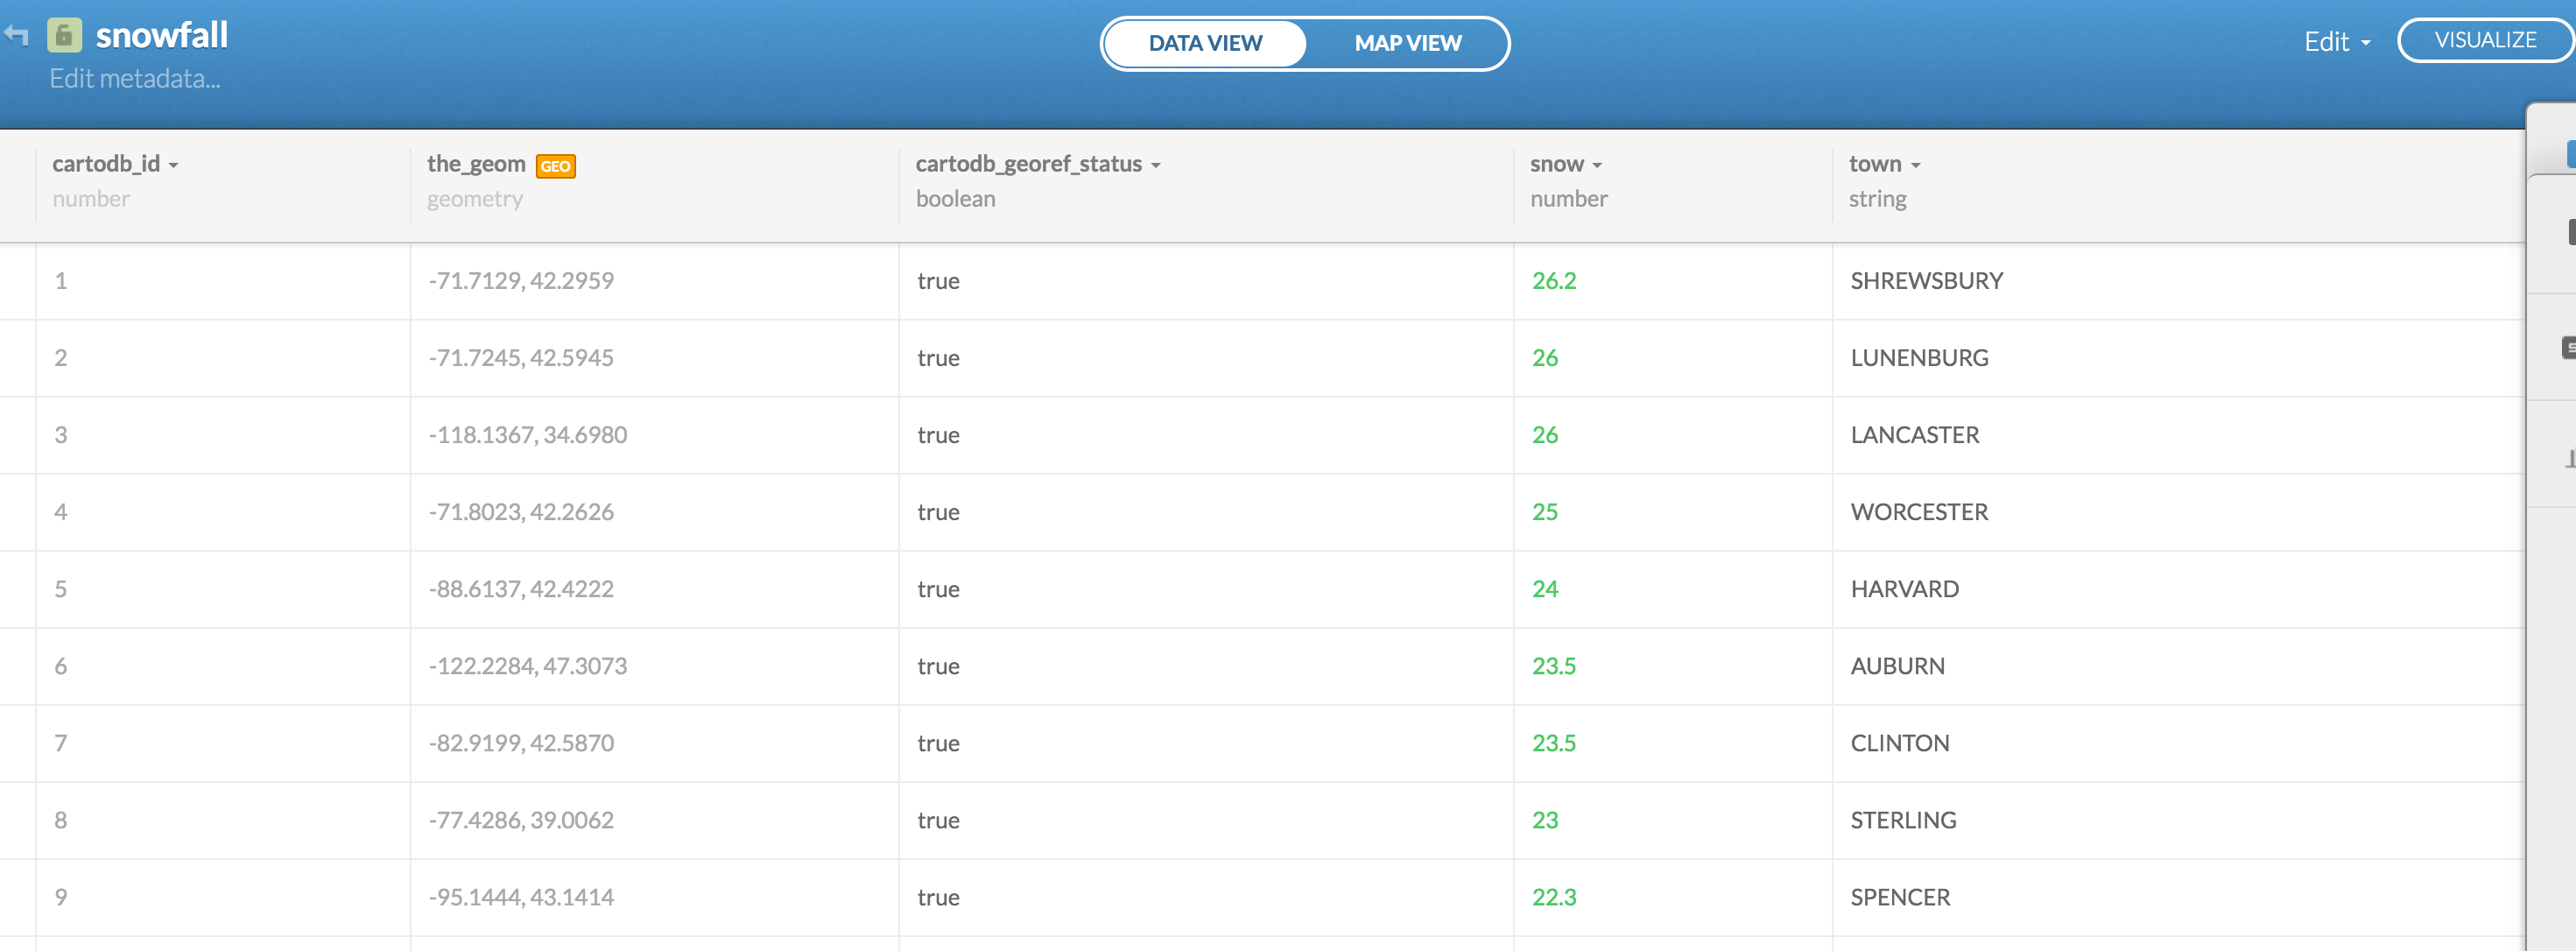 snowfall
Edit metadata...
DATA VIEW MAP VIEW
Edit VISUALIZE
cartodb_id the_geom GEO cartodb_georef_status snow town
number geometry boolean number string
1 -71.7129, 42.2959 true 26.2 SHREWSBURY
2 -71.7245, 42.5945 true 26 LUNENBURG
3 -118.1367, 34.6980 true 26 LANCASTER
4 -71.8023, 42.2626 true 25 WORCESTER
5 -88.6137, 42.4222 true 24 HARVARD
6 -122.2284, 47.3073 true 23.5 AUBURN
7 -82.9199, 42.5870 true 23.5 CLINTON
8 -77.4286, 39.0062 true 23 STERLING
9 -95.1444, 43.1414 true 22.3 SPENCER